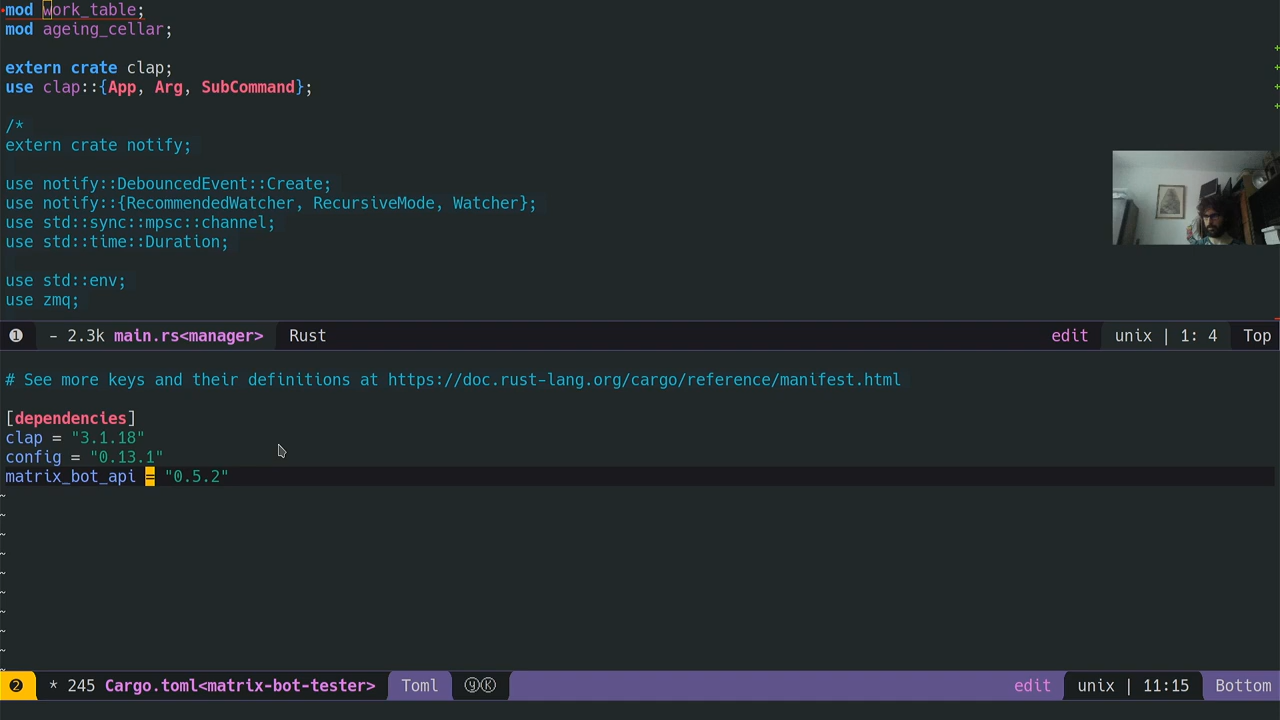 mod work_table;
mod ageing_cellar;
extern crate clap;
use clap::{App, Arg, SubCommand};
/*
extern crate notify;
use notify::DebouncedEvent::Create;
use notify::{RecommendedWatcher, RecursiveMode, Watcher};
use std::sync::mpsc::channel;
use std::time::Duration;
use std::env;
use zmq;
❶ - 2.3k main.rs<manager> Rust edit unix | 1: 4 Top
# See more keys and their definitions at https://doc.rust-lang.org/cargo/reference/manifest.html
[dependencies]
clap = "3.1.18"
config = "0.13.1"
matrix_bot_api = "0.5.2"
~
~
~
~
~
~
~
~
~
~
❷ * 245 Cargo.toml<matrix-bot-tester> Toml ⓨⓀ edit unix | 11:15 Bottom